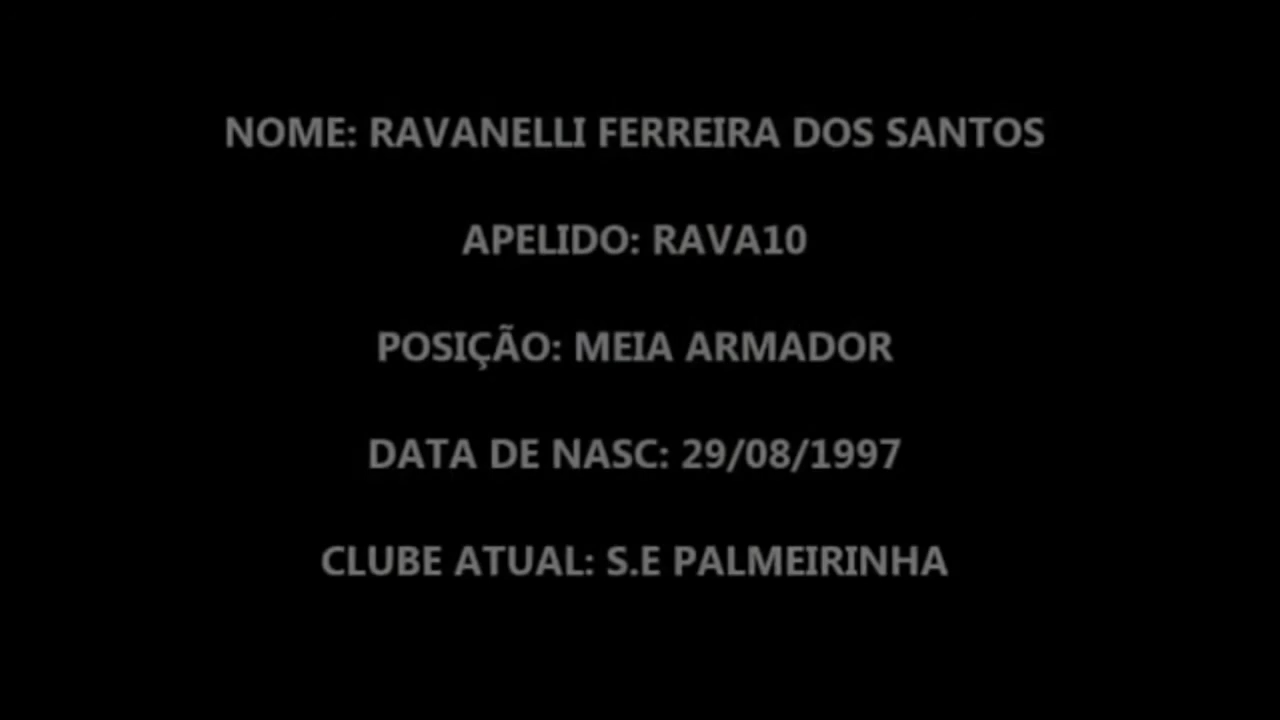 NOME: RAVANELLI FERREIRA DOS SANTOS
APELIDO: RAVA10
POSIÇÃO: MEIA ARMADOR
DATA DE NASC: 29/08/1997
CLUBE ATUAL: S.E PALMEIRINHA